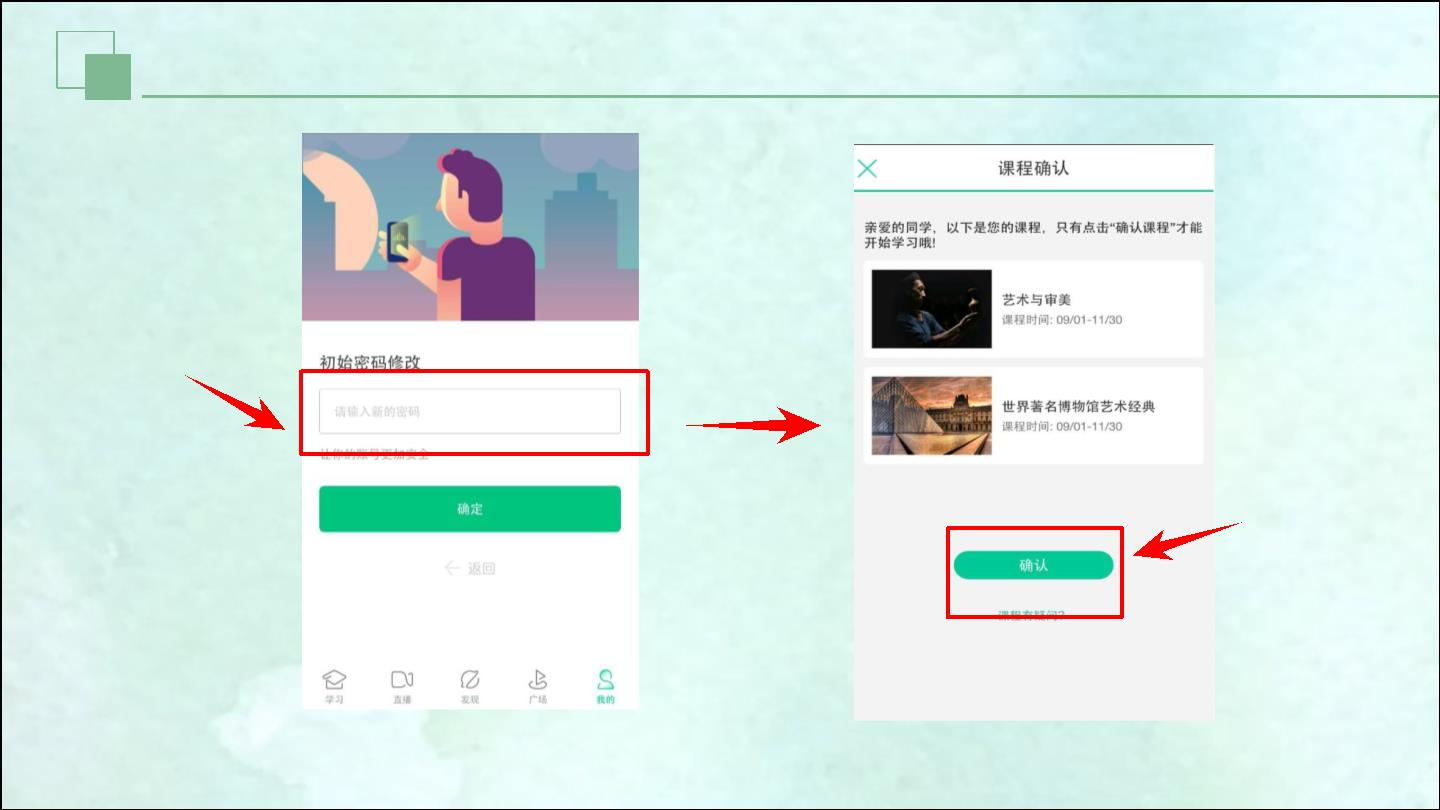 初始密码修改
请输入新的密码
让你的账号更加安全
确定
返回
学习
直播
发现
广场
我的
课程确认
亲爱的同学，以下是您的课程，只有点击“确认课程”才能
开始学习哦!
艺术与审美
课程时间: 09/01-11/30
世界著名博物馆艺术经典
课程时间: 09/01-11/30
确认
课程有疑问?